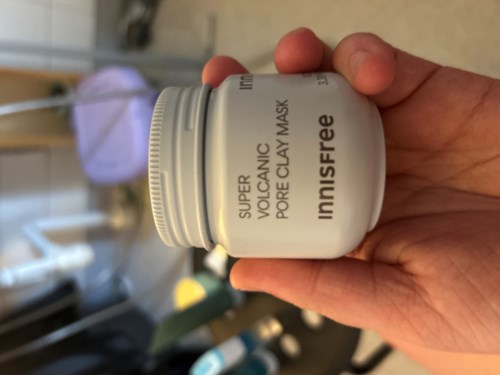 innisfree
SUPER
VOLCANIC
PORE CLAY MASK